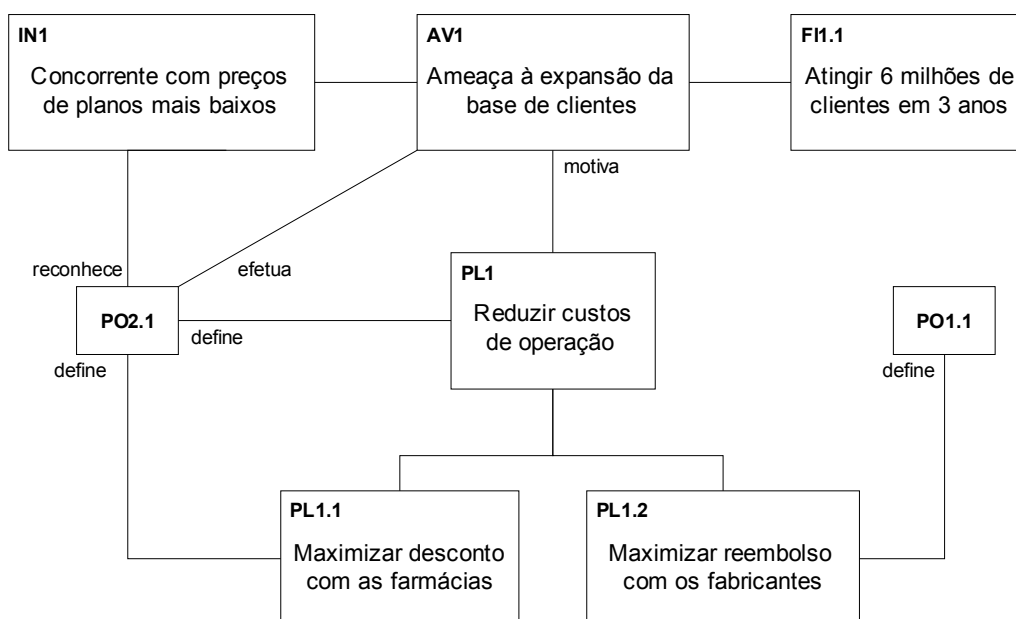 IN1
Concorrente com preços
de planos mais baixos
AV1
Ameaça à expansão da
base de clientes
FI1.1
Atingir 6 milhões de
clientes em 3 anos
motiva
reconhece
efetua
PO2.1
define
define
PL1
Reduzir custos
de operação
PO1.1
define
PL1.1
Maximizar desconto
com as farmácias
PL1.2
Maximizar reembolso
com os fabricantes